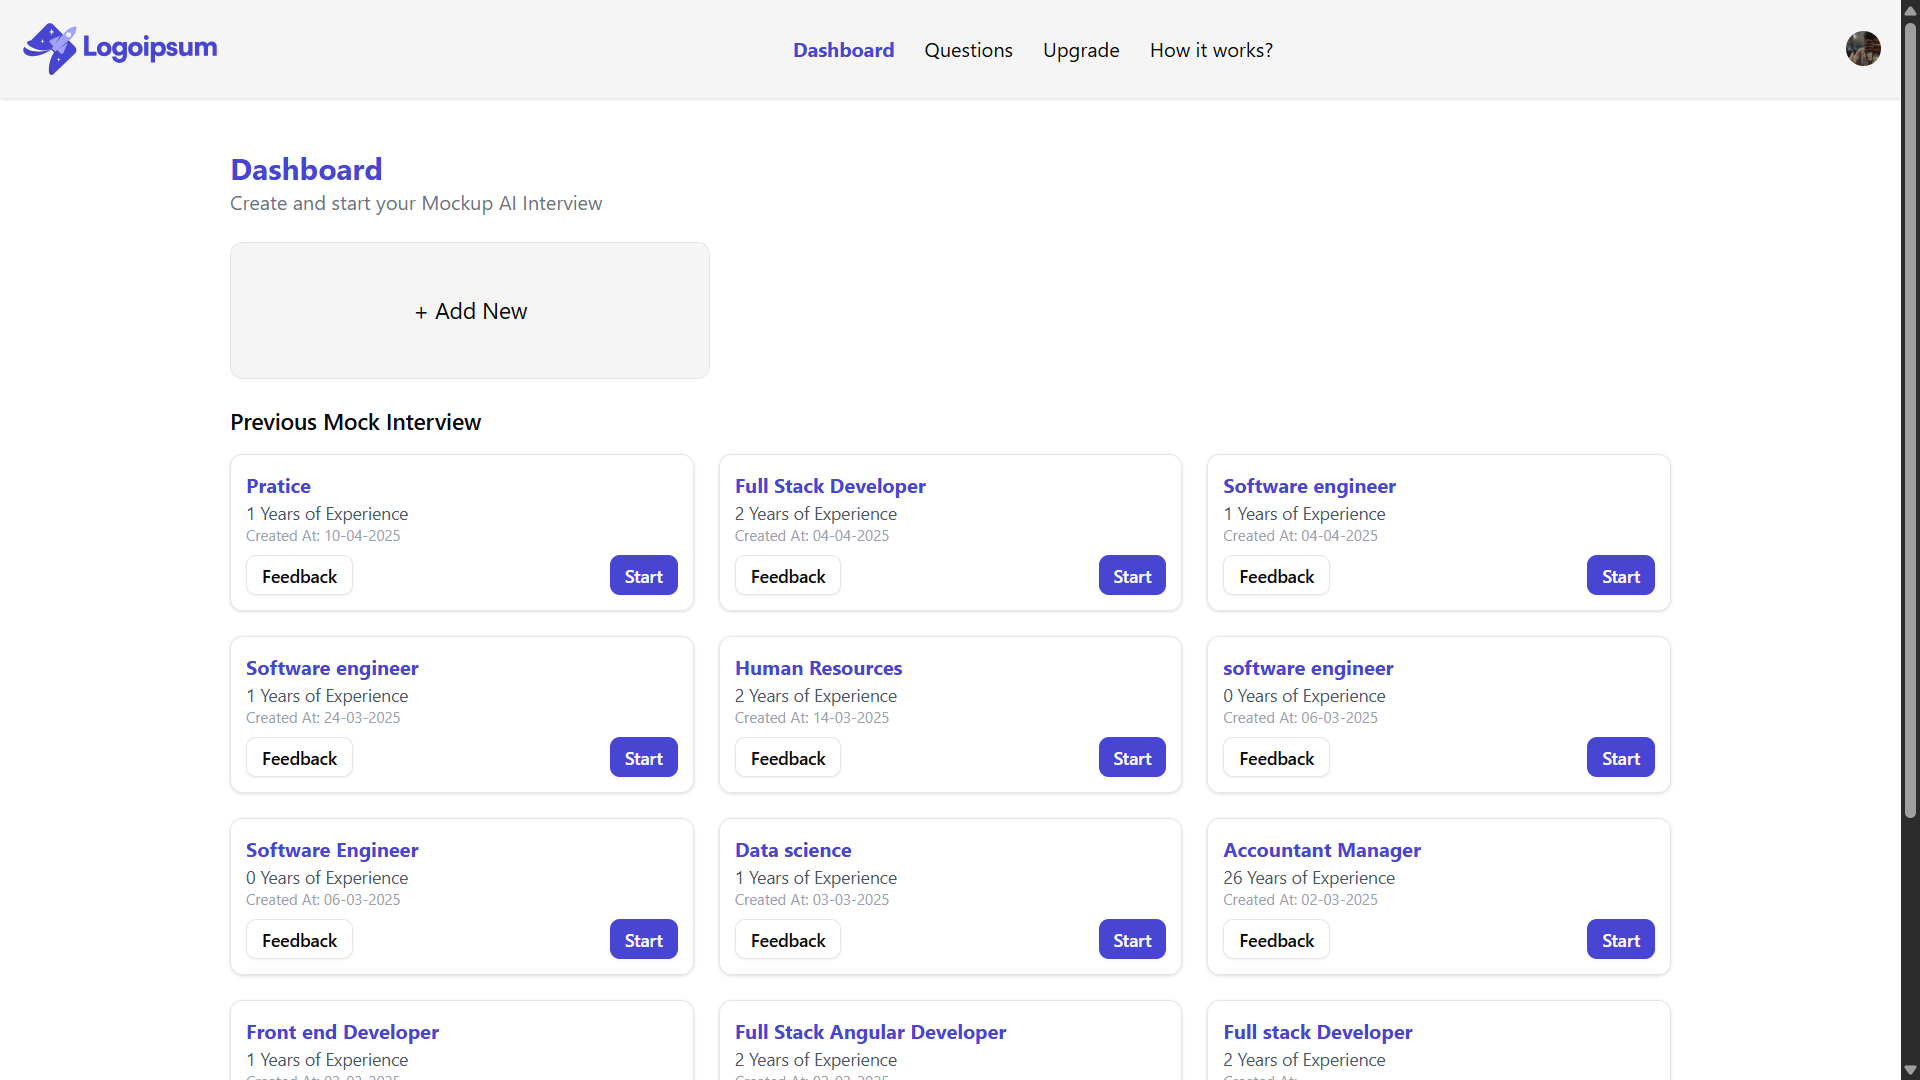 Logoipsum
Dashboard
Questions
Upgrade
How it works?
Dashboard
Create and start your Mockup AI Interview
+ Add New
Previous Mock Interview
Pratice
1 Years of Experience
Created At: 10-04-2025
Feedback
Start
Full Stack Developer
2 Years of Experience
Created At: 04-04-2025
Feedback
Start
Software engineer
1 Years of Experience
Created At: 04-04-2025
Feedback
Start
Software engineer
1 Years of Experience
Created At: 24-03-2025
Feedback
Start
Human Resources
2 Years of Experience
Created At: 14-03-2025
Feedback
Start
software engineer
0 Years of Experience
Created At: 06-03-2025
Feedback
Start
Software Engineer
0 Years of Experience
Created At: 06-03-2025
Feedback
Start
Data science
1 Years of Experience
Created At: 03-03-2025
Feedback
Start
Accountant Manager
26 Years of Experience
Created At: 02-03-2025
Feedback
Start
Front end Developer
1 Years of Experience
Full Stack Angular Developer
2 Years of Experience
Full stack Developer
2 Years of Experience